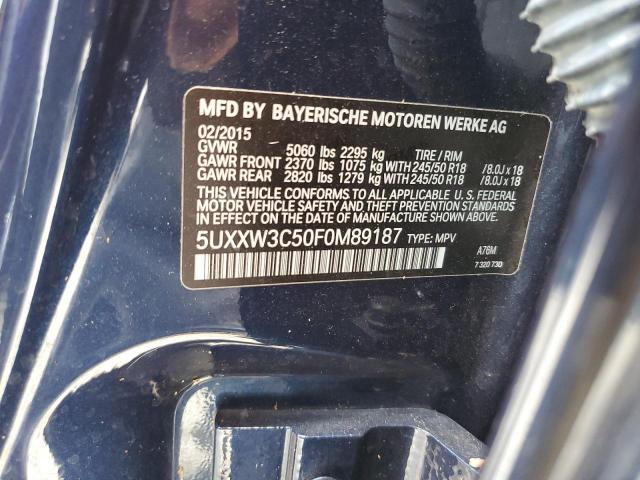 MFD BY BAYERISCHE MOTOREN WERKE AG
02/2015
GVWR 5060 lbs 2295 kg TIRE / RIM
GAWR FRONT 2370 lbs 1075 kg WITH 245/50 R18 / 8.0J x 18
GAWR REAR 2820 lbs 1279 kg WITH 245/50 R18 / 8.0J x 18
THIS VEHICLE CONFORMS TO ALL APPLICABLE U. S. FEDERAL
MOTOR VEHICLE SAFETY, BUMPER, AND THEFT PREVENTION
STANDARDS IN EFFECT ON THE DATE OF MANUFACTURE
SHOWN ABOVE.
5UXXW3C50F0M89187 TYPE: MPV
A76M
7 320 730